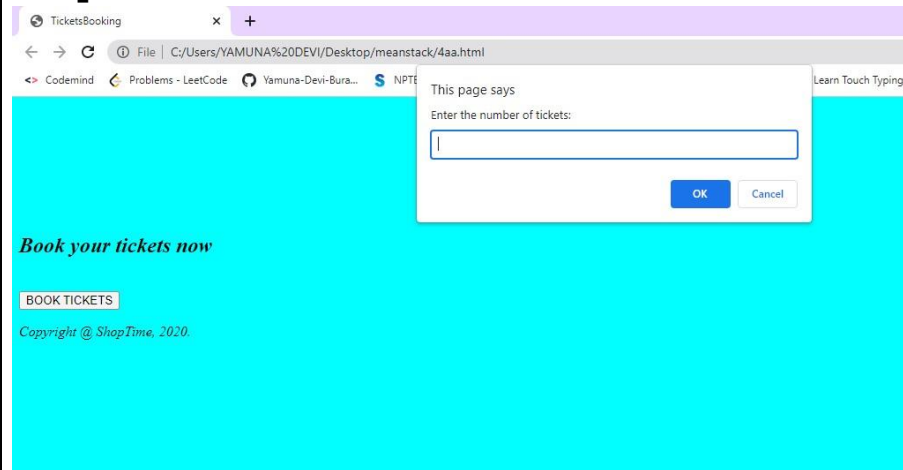 TicketsBooking
File | C:/Users/YAMUNA%20DEVI/Desktop/meanstack/4aa.html
<> Codemind Problems - LeetCode Yamuna-Devi-Bura... NPTE Learn Touch Typing
This page says
Enter the number of tickets:
OK Cancel
Book your tickets now
BOOK TICKETS
Copyright @ ShopTime, 2020.